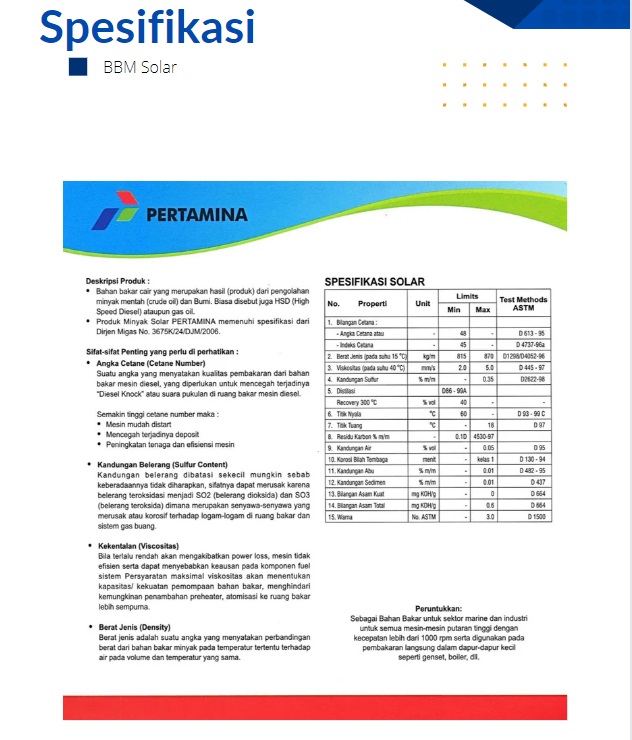 Spesifikasi
BBM Solar
PERTAMINA
Deskripsi Produk :
• Bahan bakar cair yang merupakan hasil (produk) dari pengolahan
minyak mentah (crude oil) dan Bumi. Biasa disebut juga HSD (High
Speed Diesel) ataupun gas oil.
• Produk Minyak Solar PERTAMINA memenuhi spesifikasi dari
Dirjen Migas No. 3675K/24/DJM/2006.
Sifat-sifat Penting yang perlu di perhatikan :
• Angka Cetane (Cetane Number)
Suatu angka yang menyatakan kualitas pembakaran dari bahan
bakar mesin diesel, yang diperlukan untuk mencegah terjadinya
"Diesel Knock" atau suara pukulan di ruang bakar mesin diesel.
Semakin tinggi cetane number maka :
• Mesin mudah distart
• Mencegah terjadinya deposit
• Peningkatan tenaga dan efisiensi mesin
• Kandungan Belerang (Sulfur Content)
Kandungan belerang dibatasi sekecil mungkin sebab
keberadaannya tidak diharapkan, sifatnya dapat merusak karena
belerang teroksidasi menjadi SO2 (belerang dioksida) dan SO3
(belerang teroksida) dimana merupakan senyawa-senyawa yang
merusak atau korosif terhadap logam-logam di ruang bakar dan
sistem gas buang.
• Kekentalan (Viscositas)
Bila terlalu rendah akan mengakibatkan power loss, mesin tidak
efisien serta dapat menyebabkan keausan pada komponen fuel
sistem Persyaratan maksimal viskositas akan menentukan
kapasitas/ kekuatan pemompaan bahan bakar, menghindari
kemungkinan penambahan preheater, atomisasi ke ruang bakar
lebih sempurna.
• Berat Jenis (Density)
Berat jenis adalah suatu angka yang menyatakan perbandingan
berat dari bahan bakar minyak pada temperatur tertentu terhadap
air pada volume dan temperatur yang sama.
SPESIFIKASI SOLAR
No. Properti Unit Limits Test Methods ASTM
Min Max
1. Bilangan Cetana :
- Angka Cetana atau - 48 - D 613 - 95
- Indeks Cetana - 45 - D 4737-96a
2. Berat Jenis (pada suhu 15 °C) kg/m 815 870 D1298/D4052-96
3. Viskositas (pada suhu 40 °C) mm/s 2.0 5.0 D 445 - 97
4. Kandungan Sulfur % m/m - 0.35 D2622-98
5. Distilasi D86 - 99A
Recovery 300 °C % vol 40 -
6. Titik Nyala °C 60 - D 93 - 99 C
7. Titik Tuang °C - 18 D 97
8. Residu Karbon % m/m 0.1D 4530-97
9. Kandungan Air % vol - 0.05 D 95
10. Korosi Bilah Tembaga menit - kelas 1 D 130 - 94
11. Kandungan Abu % m/m - 0.01 D 482 - 95
12. Kandungan Sedimen % m/m - 0.01 D 437
13. Bilangan Asam Kuat mg KOH/g - 0 D 664
14. Bilangan Asam Total mg KOH/g - 0.6 D 664
15. Warna No. ASTM - 3.0 D 1500
Peruntukkan:
Sebagai Bahan Bakar untuk sektor marine dan industri
untuk semua mesin-mesin putaran tinggi dengan
kecepatan lebih dari 1000 rpm serta digunakan pada
pembakaran langsung dalam dapur-dapur kecil
seperti genset, boiler, dll.